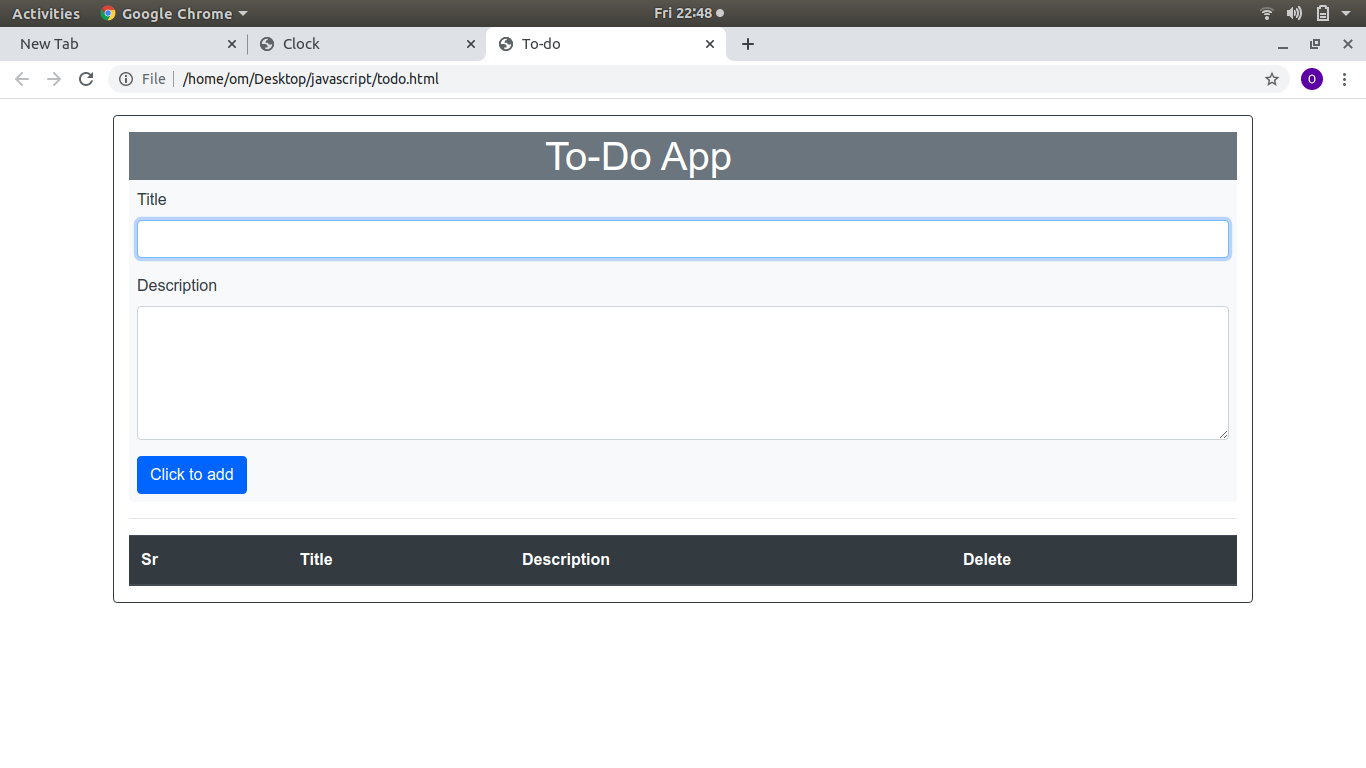 Activities Google Chrome Fri 22:48
New Tab Clock To-do
File /home/om/Desktop/javascript/todo.html O
To-Do App
Title
Description
Click to add
Sr Title Description Delete